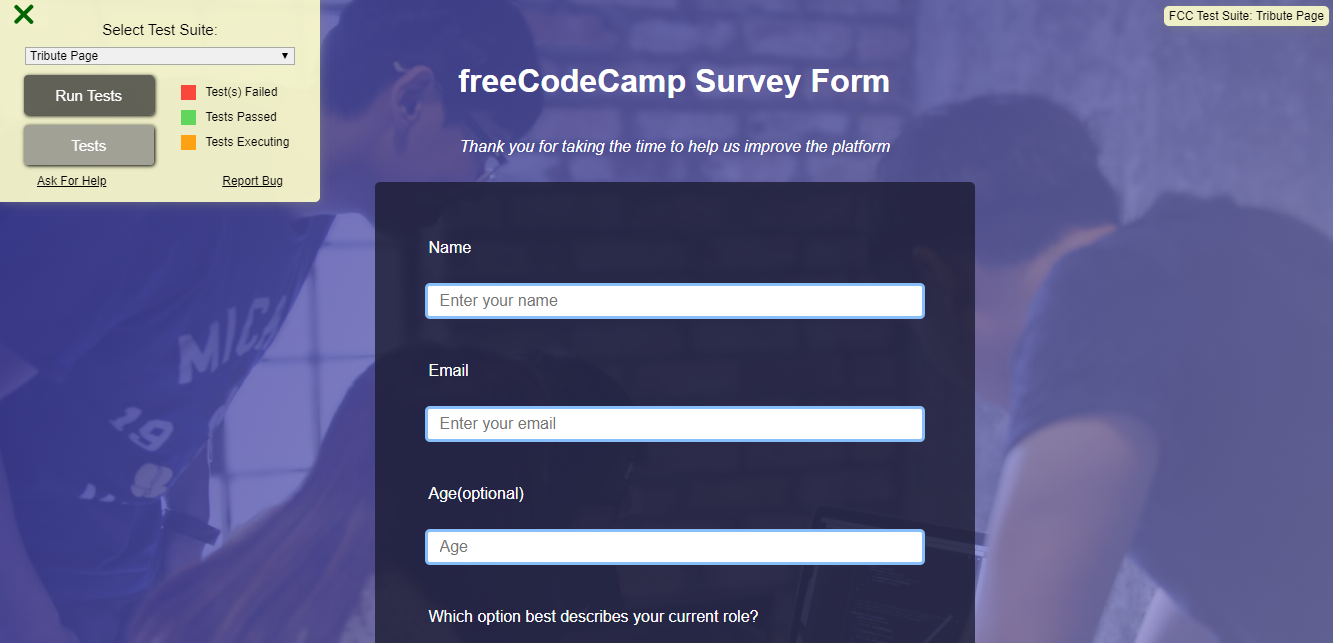 Select Test Suite:
Tribute Page
Run Tests
Tests
Test(s) Failed
Tests Passed
Tests Executing
Ask For Help
Report Bug
FCC Test Suite: Tribute Page
freeCodeCamp Survey Form
Thank you for taking the time to help us improve the platform
Name
Enter your name
Email
Enter your email
Age(optional)
Age
Which option best describes your current role?
19